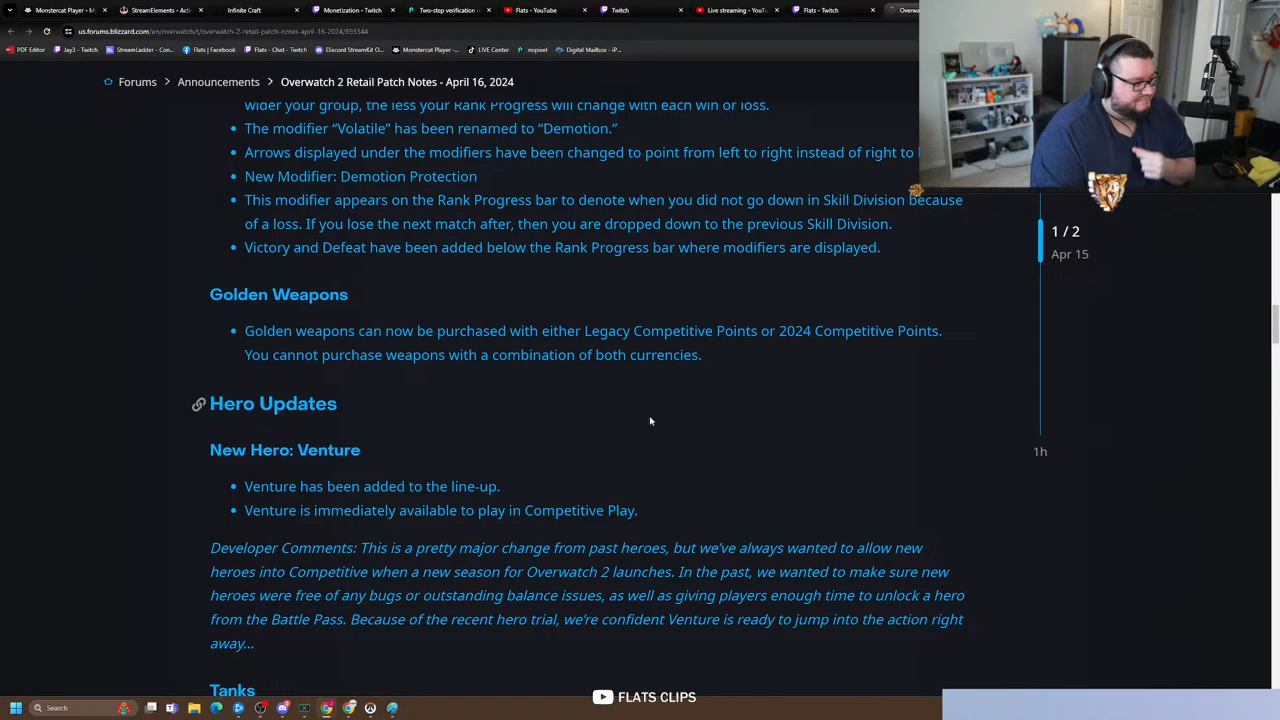 Monstercat Player - M
StreamElements - Acti
Infinite Craft
Monetization - Twitch
Two-step verification
Flats - YouTube
Twitch
Live streaming - YouTu
Flats - Twitch
Overw
us.forums.blizzard.com/en/overwatch/t/overwatch-2-retail-patch-notes-april-16-2024/893344
PDF Editor
Jay3 - Twitch
StreamLadder - Con...
Flats | Facebook
Flats - Chat - Twitch
Discord StreamKit O...
Monstercat Player -...
LIVE Center
nopixel
Digital Mailbox - iP...
Forums > Announcements > Overwatch 2 Retail Patch Notes - April 16, 2024
wider your group, the less your Rank Progress will change with each win or loss.
• The modifier “Volatile” has been renamed to “Demotion.”
• Arrows displayed under the modifiers have been changed to point from left to right instead of right to l
• New Modifier: Demotion Protection
• This modifier appears on the Rank Progress bar to denote when you did not go down in Skill Division because
of a loss. If you lose the next match after, then you are dropped down to the previous Skill Division.
• Victory and Defeat have been added below the Rank Progress bar where modifiers are displayed.
1 / 2
Apr 15
Golden Weapons
• Golden weapons can now be purchased with either Legacy Competitive Points or 2024 Competitive Points.
You cannot purchase weapons with a combination of both currencies.
Hero Updates
1h
New Hero: Venture
• Venture has been added to the line-up.
• Venture is immediately available to play in Competitive Play.
Developer Comments: This is a pretty major change from past heroes, but we’ve always wanted to allow new
heroes into Competitive when a new season for Overwatch 2 launches. In the past, we wanted to make sure new
heroes were free of any bugs or outstanding balance issues, as well as giving players enough time to unlock a hero
from the Battle Pass. Because of the recent hero trial, we’re confident Venture is ready to jump into the action right
away…
Tanks
FLATS CLIPS
Search